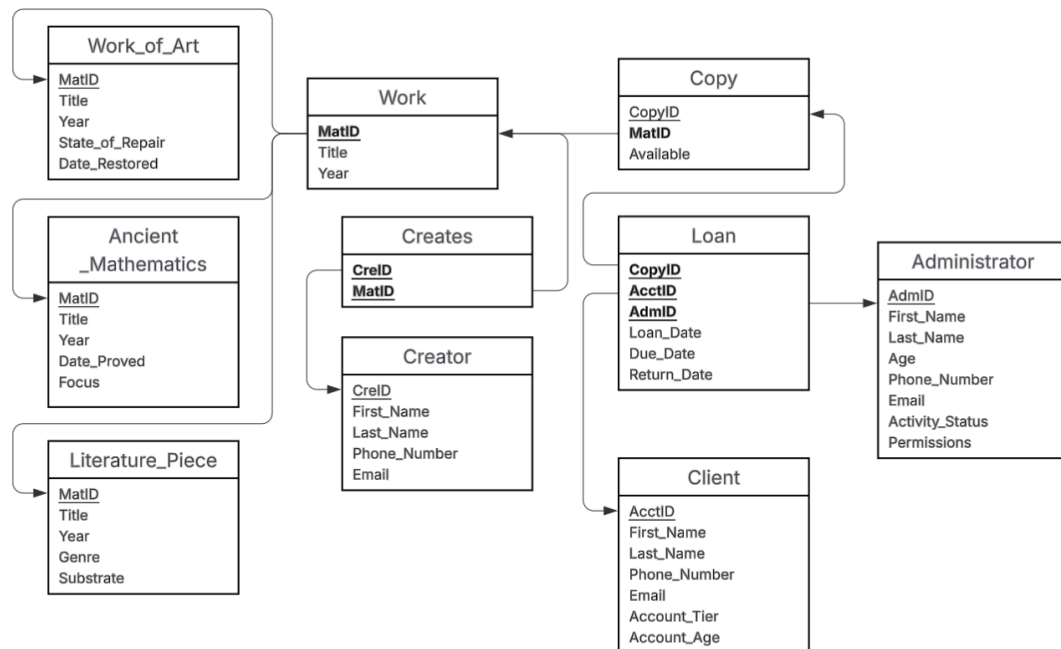 Work_of_Art
MatID
Title
Year
State_of_Repair
Date_Restored
Ancient
_Mathematics
MatID
Title
Year
Date_Proved
Focus
Literature_Piece
MatID
Title
Year
Genre
Substrate
Work
MatID
Title
Year
Creates
CreID
MatID
Creator
CreID
First_Name
Last_Name
Phone_Number
Email
Copy
CopyID
MatID
Available
Loan
CopyID
AcctID
AdmID
Loan_Date
Due_Date
Return_Date
Client
AcctID
First_Name
Last_Name
Phone_Number
Email
Account_Tier
Account_Age
Administrator
AdmID
First_Name
Last_Name
Age
Phone_Number
Email
Activity_Status
Permissions